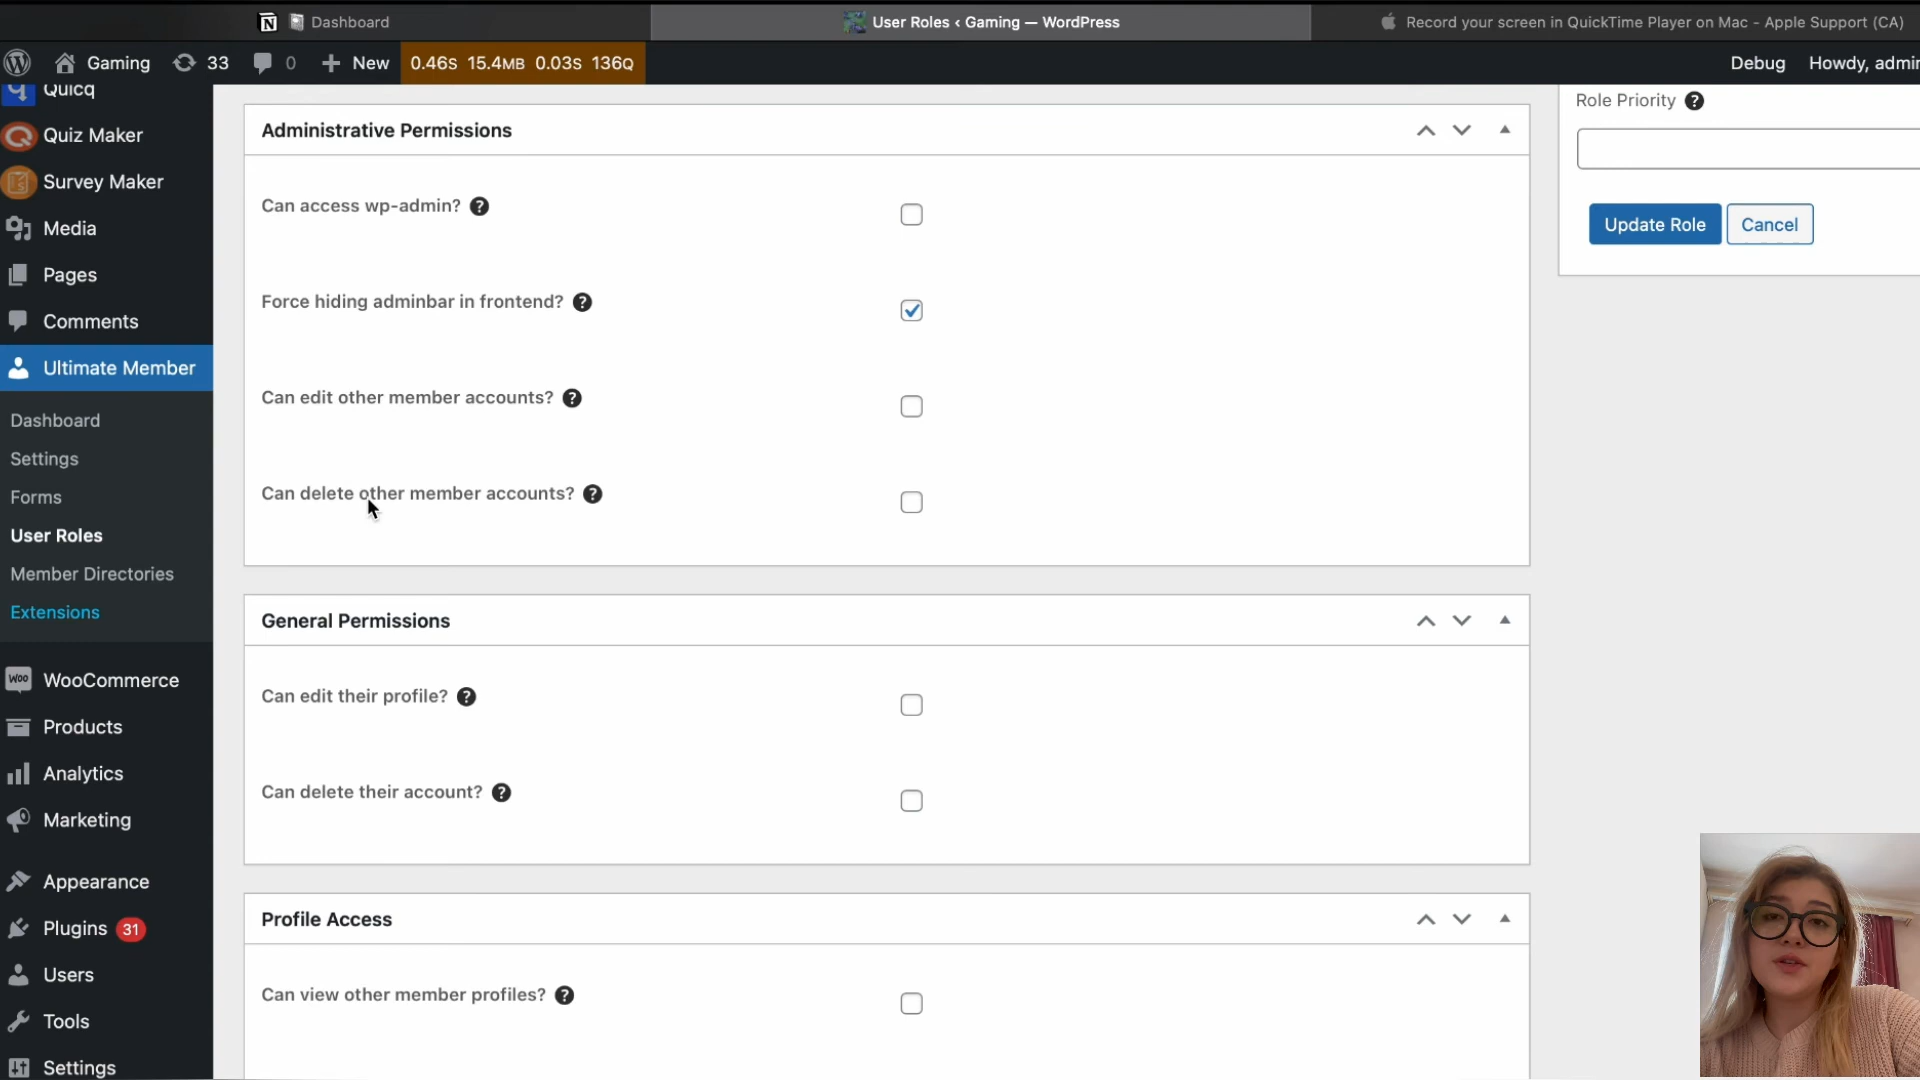 Dashboard
User Roles ‹ Gaming — WordPress
Record your screen in QuickTime Player on Mac - Apple Support (CA)
Gaming
33
0
New
0.46S 15.4MB 0.03S 136Q
Debug
Howdy, admin
Quicq
Quiz Maker
Survey Maker
Media
Pages
Comments
Ultimate Member
Dashboard
Settings
Forms
User Roles
Member Directories
Extensions
WooCommerce
Products
Analytics
Marketing
Appearance
Plugins 31
Users
Tools
Settings
Administrative Permissions
Can access wp-admin?
Force hiding adminbar in frontend?
Can edit other member accounts?
Can delete other member accounts?
General Permissions
Can edit their profile?
Can delete their account?
Profile Access
Can view other member profiles?
Role Priority
Update Role
Cancel